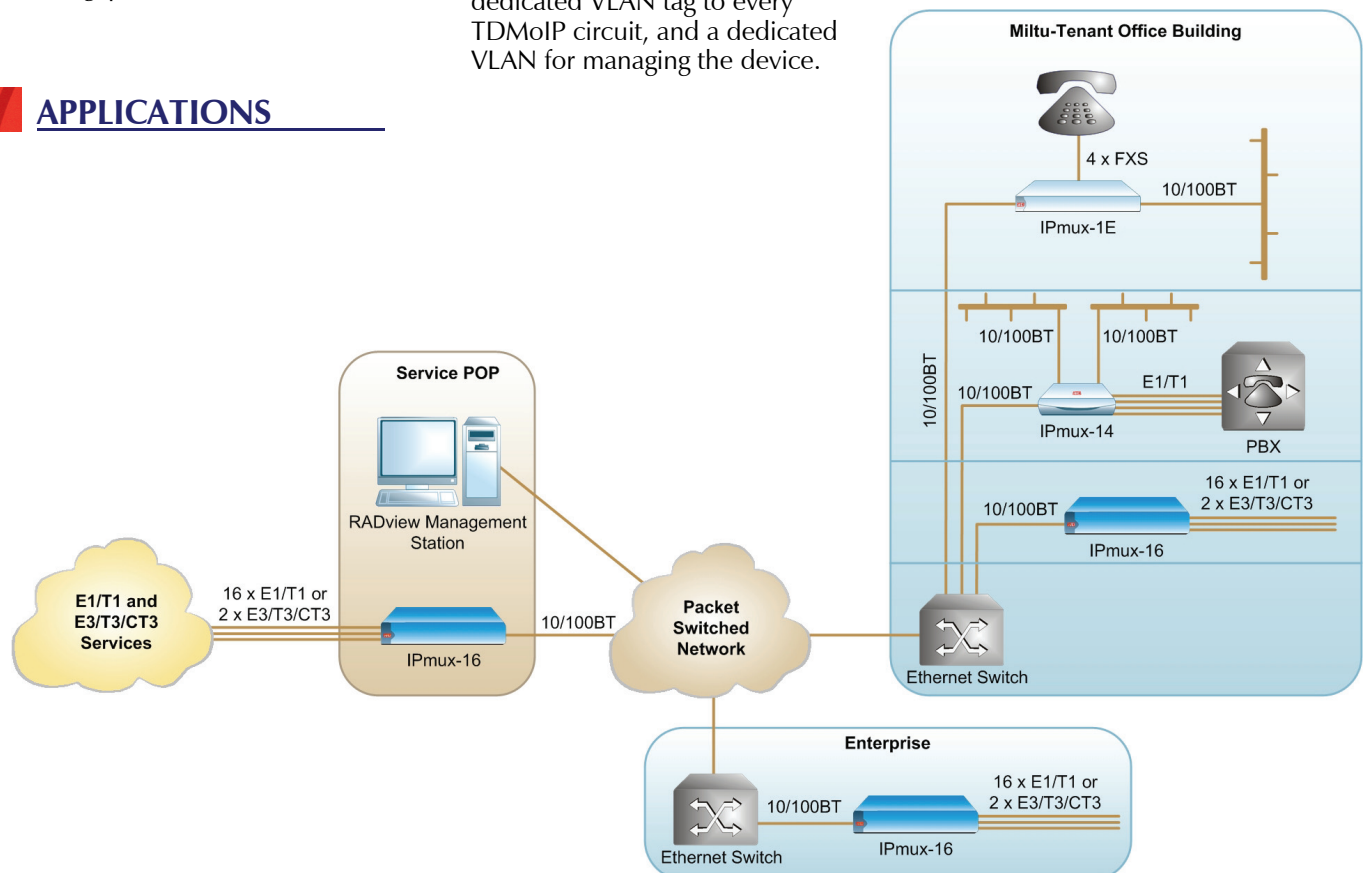 dedicated VLAN tag to every
TDMoIP circuit, and a dedicated
VLAN for managing the device.
APPLICATIONS
Miltu-Tenant Office Building
4 x FXS
10/100BT
IPmux-1E
10/100BT
10/100BT
10/100BT
10/100BT
E1/T1
IPmux-14
PBX
16 x E1/T1 or
2 x E3/T3/CT3
10/100BT
IPmux-16
Ethernet Switch
Service POP
RADview Management
Station
E1/T1 and
E3/T3/CT3
Services
16 x E1/T1 or
2 x E3/T3/CT3
IPmux-16
10/100BT
Packet
Switched
Network
Enterprise
Ethernet Switch
10/100BT
IPmux-16
16 x E1/T1 or
2 x E3/T3/CT3